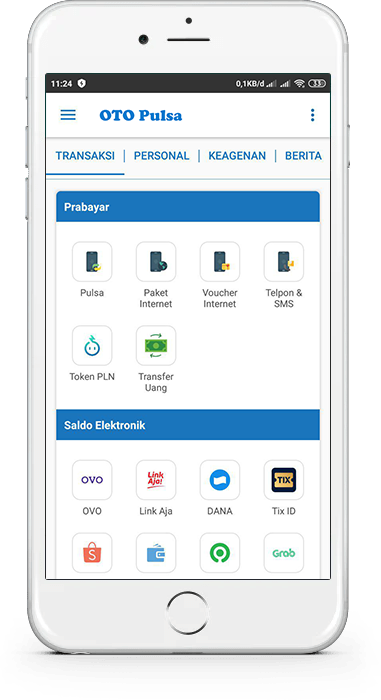 11:24
0,1KB/d
33
OTO Pulsa
TRANSAKSI
PERSONAL
KEAGENAN
BERITA
Prabayar
Pulsa
Paket
Internet
Voucher
Internet
Telpon &
SMS
Token PLN
Transfer
Uang
Saldo Elektronik
OVO
Link
Aja!
TIX
OVO
Link Aja
DANA
Tix ID
S
Grab